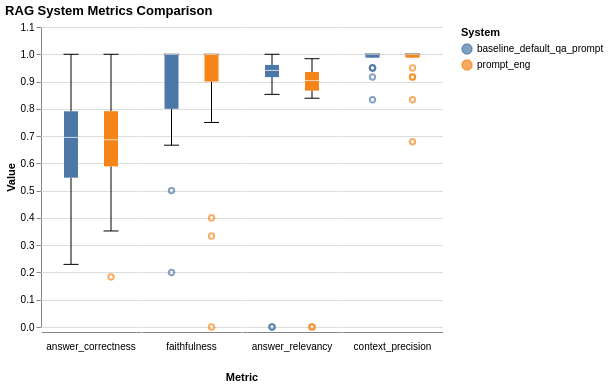 RAG System Metrics Comparison
1.1
1.0
0.9
0.8
0.7
0.6
0.5
0.4
0.3
0.2
0.1
0.0
Value
answer_correctness
faithfulness
answer_relevancy
context_precision
Metric
System
baseline_default_qa_prompt
prompt_eng